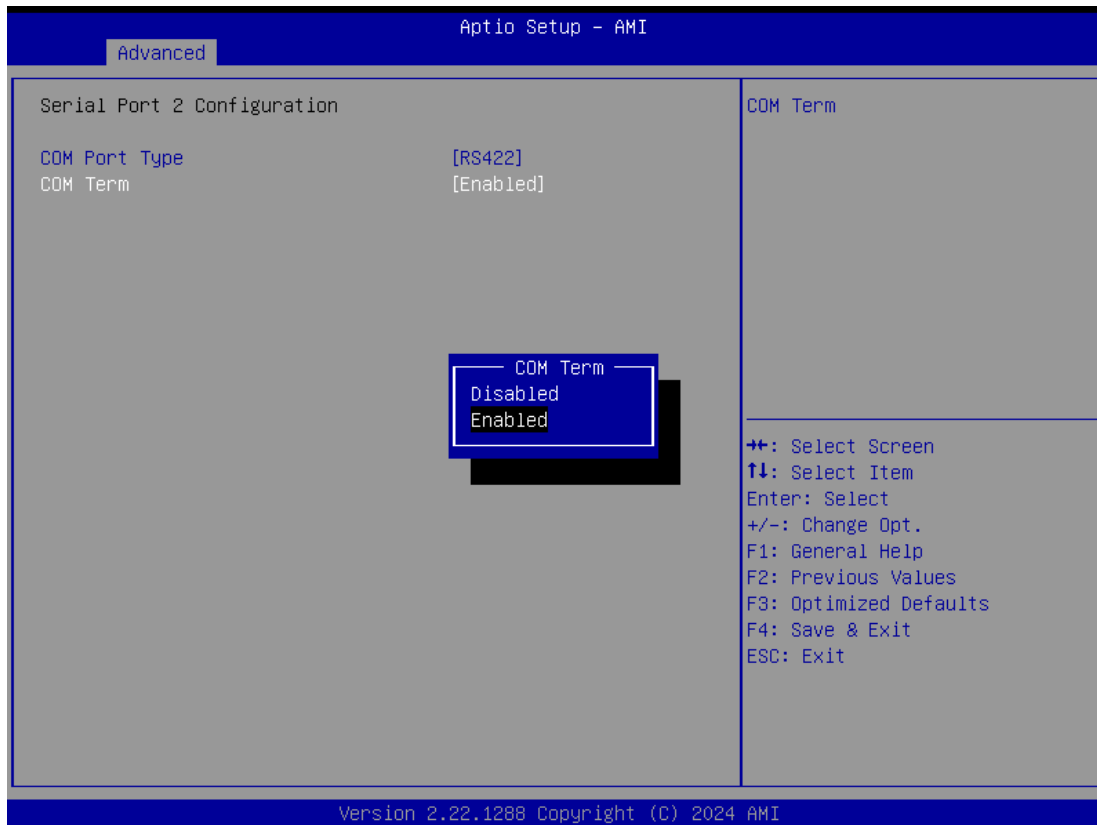 Aptio Setup – AMI
Advanced
Serial Port 2 Configuration
COM Port Type [RS422]
COM Term [Enabled]
COM Term
Disabled
Enabled
COM Term
→←: Select Screen
↑↓: Select Item
Enter: Select
+/-: Change Opt.
F1: General Help
F2: Previous Values
F3: Optimized Defaults
F4: Save & Exit
ESC: Exit
Version 2.22.1288 Copyright (C) 2024 AMI